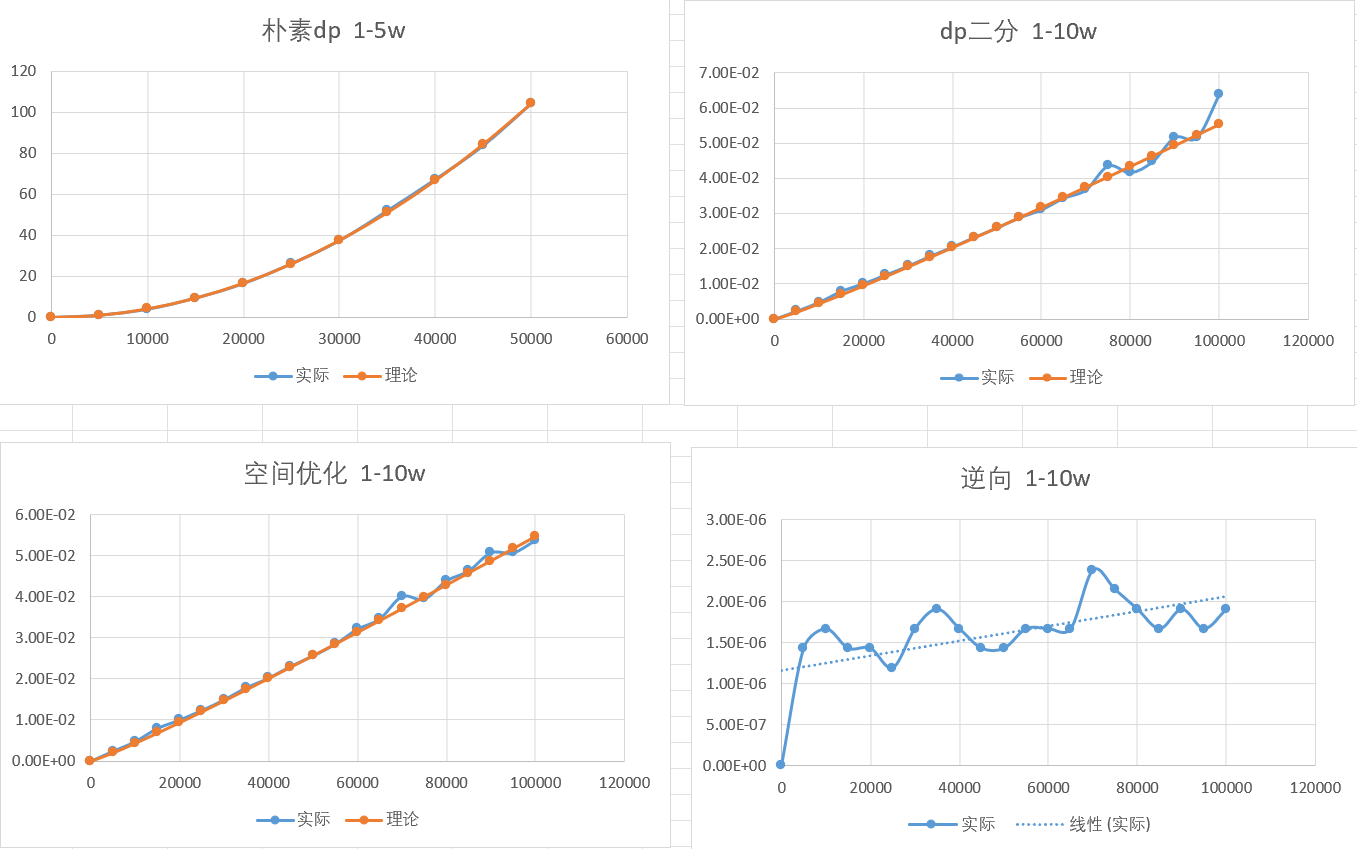 朴素dp 1-5w
120
100
80
60
40
20
0
0 10000 20000 30000 40000 50000 60000
实际 理论
dp二分 1-10w
7.00E-02
6.00E-02
5.00E-02
4.00E-02
3.00E-02
2.00E-02
1.00E-02
0.00E+00
0 20000 40000 60000 80000 100000 120000
实际 理论
空间优化 1-10w
6.00E-02
5.00E-02
4.00E-02
3.00E-02
2.00E-02
1.00E-02
0.00E+00
0 20000 40000 60000 80000 100000 120000
实际 理论
逆向 1-10w
3.00E-06
2.50E-06
2.00E-06
1.50E-06
1.00E-06
5.00E-07
0.00E+00
0 20000 40000 60000 80000 100000 120000
实际 线性 (实际)